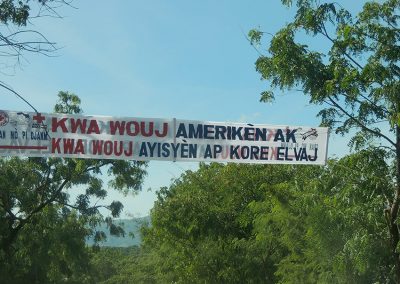 KWA WOUJ AMERIKÈN AK
KWA WOUJ AYISYÈN AP KORE ELVAJ